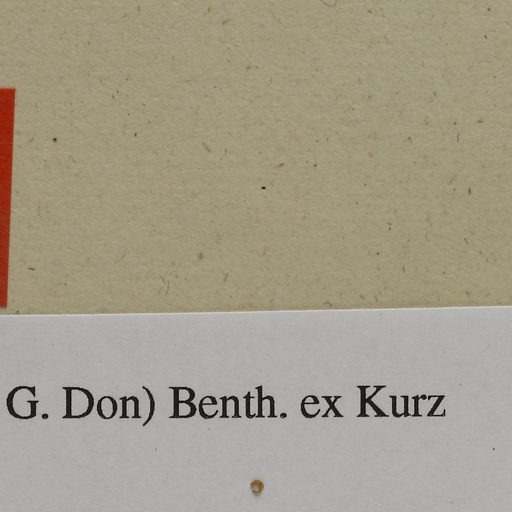 G. Don) Benth. ex Kurz